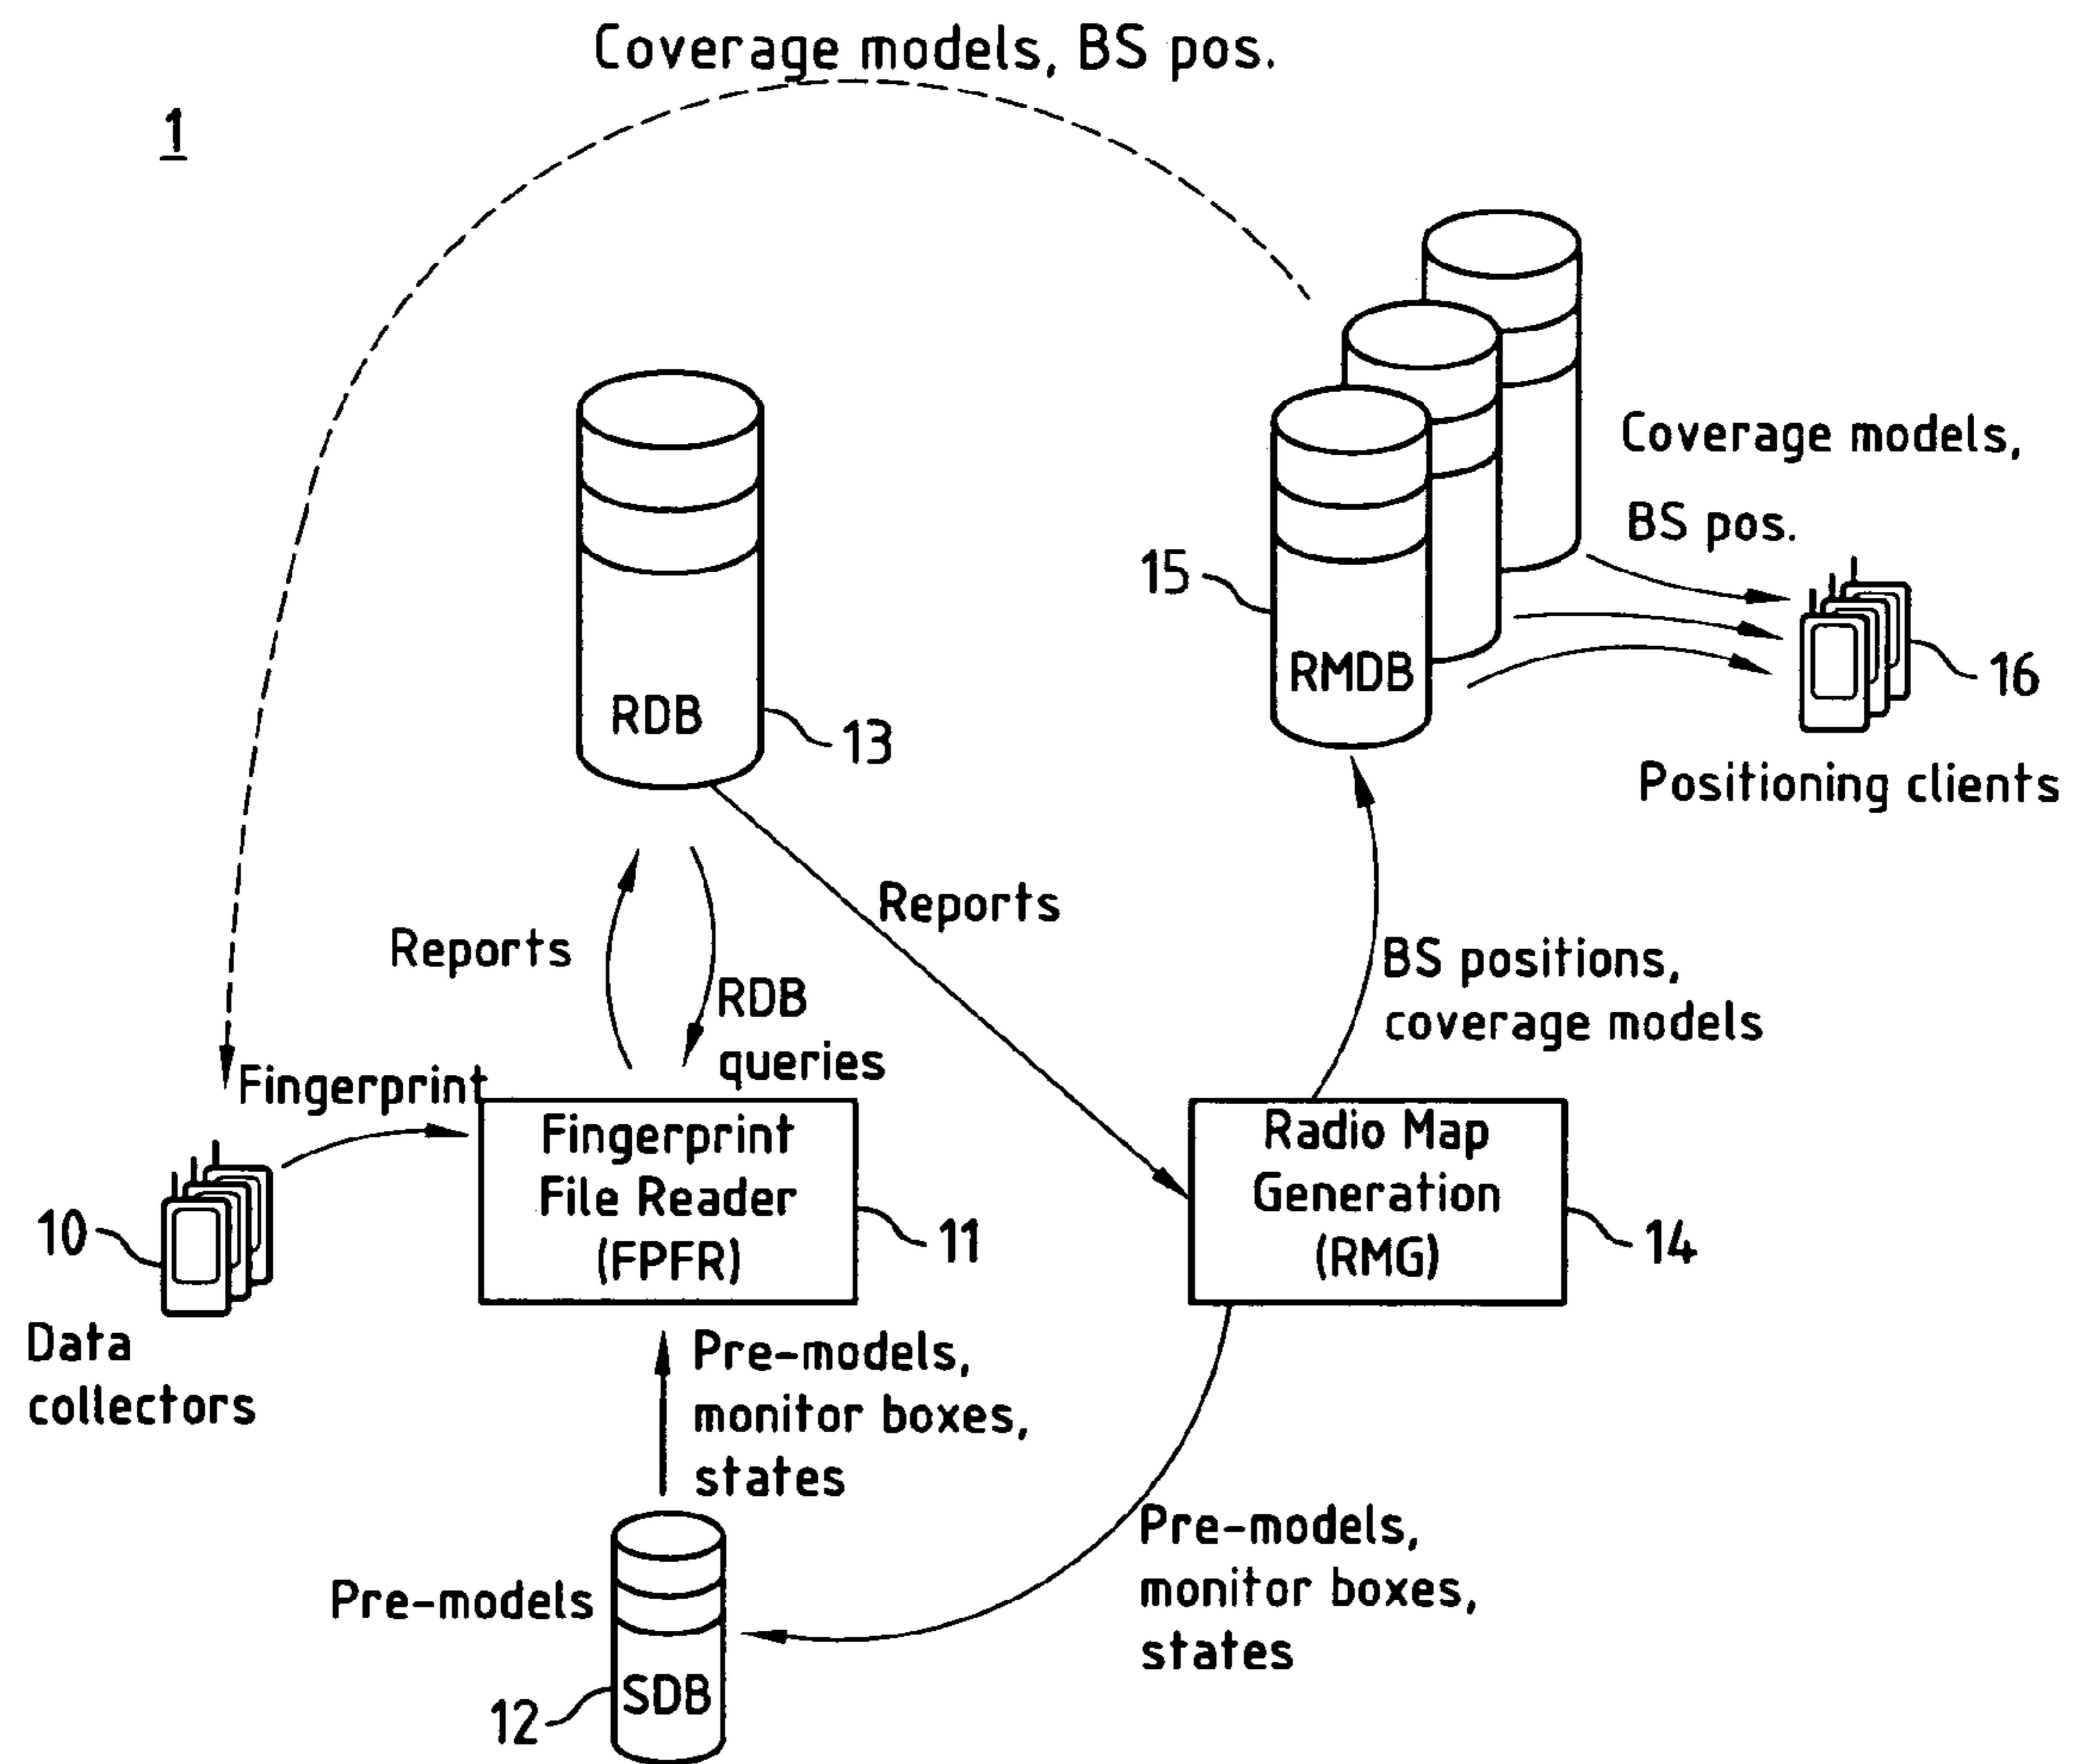 Coverage models, BS pos.
1
Coverage models,
BS pos.
15
RMDB
16
Positioning clients
RDB
13
Reports
Reports
RDB
queries
BS positions,
coverage models
Fingerprint
Fingerprint
File Reader
(FPFR)
11
Radio Map
Generation
(RMG)
14
10
Data
collectors
Pre-models,
monitor boxes,
states
Pre-models,
monitor boxes,
states
Pre-models
SDB
12